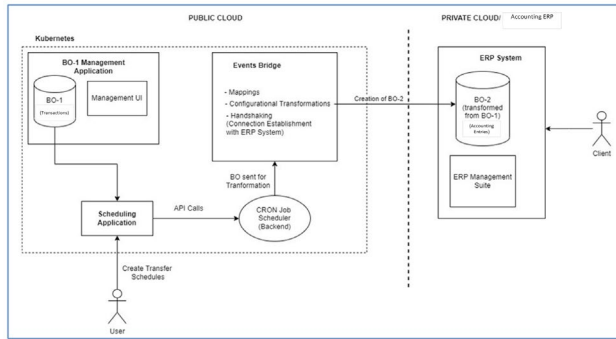 PUBLIC CLOUD
PRIVATE CLOUD/ Accounting ERP
Kubernetes
BO-1 Management
Application
BO-1
(Transactions)
Management UI
Events Bridge
- Mappings
- Configurational Transformations
- Handshaking
(Connection Establishment
with ERP System)
Creation of BO-2
ERP System
BO-2
(transformed
from BO-1)
(Accounting
Entries)
ERP Management
Suite
Client
BO sent for
Tranformation
Scheduling
Application
API Calls
CRON Job
Scheduler
(Backend)
Create Transfer
Schedules
User